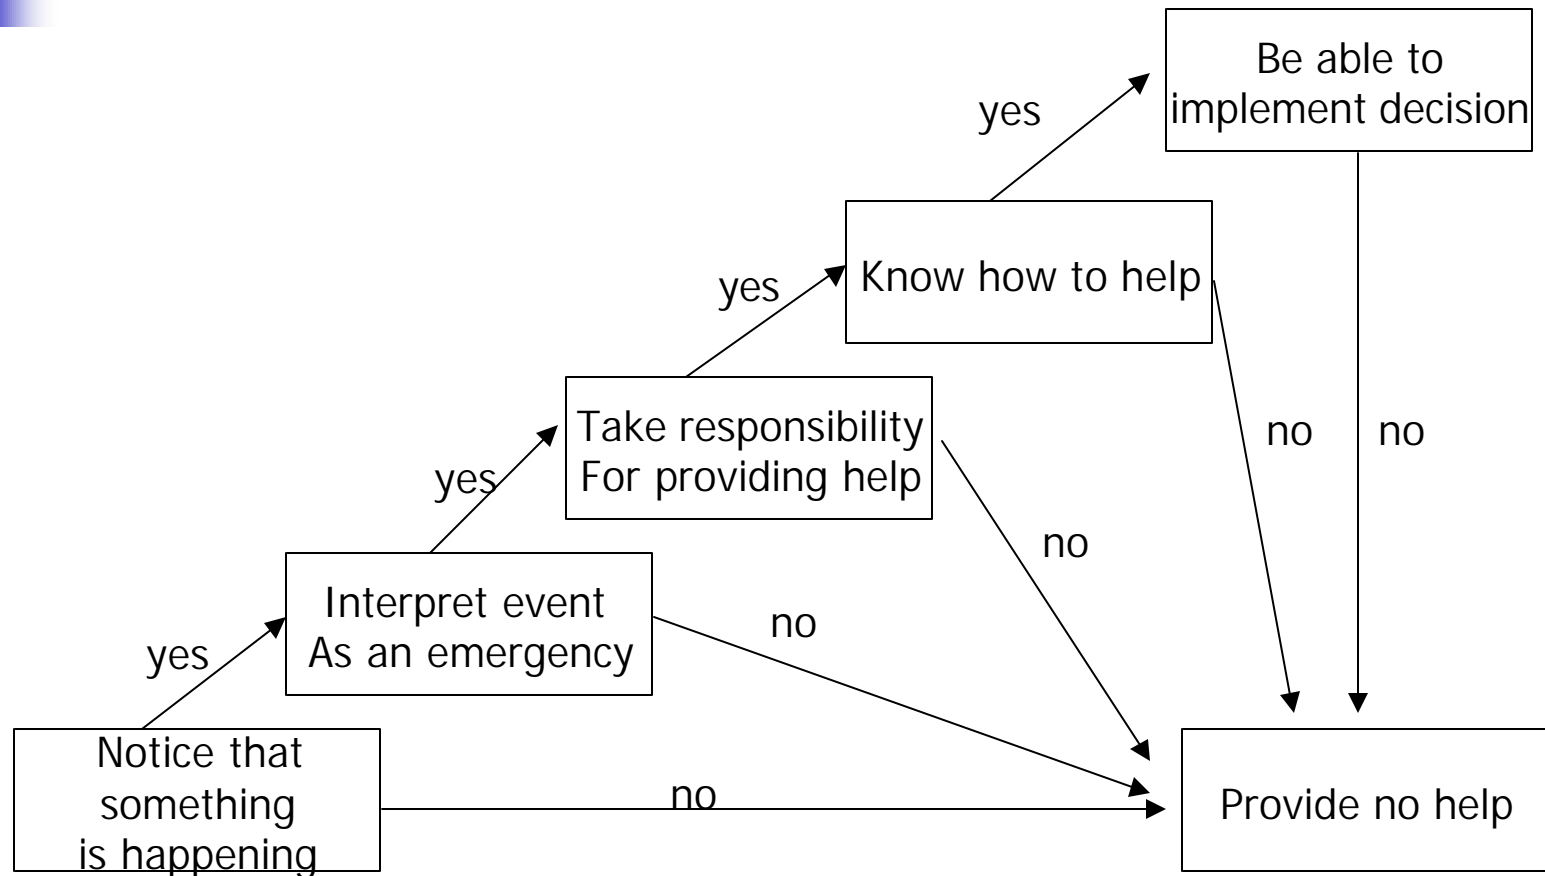 Be able to
implement decision
yes
Know how to help
yes
Take responsibility
For providing help
yes
no
no
no
Interpret event
As an emergency
no
yes
Notice that
something
is happening
no
Provide no help